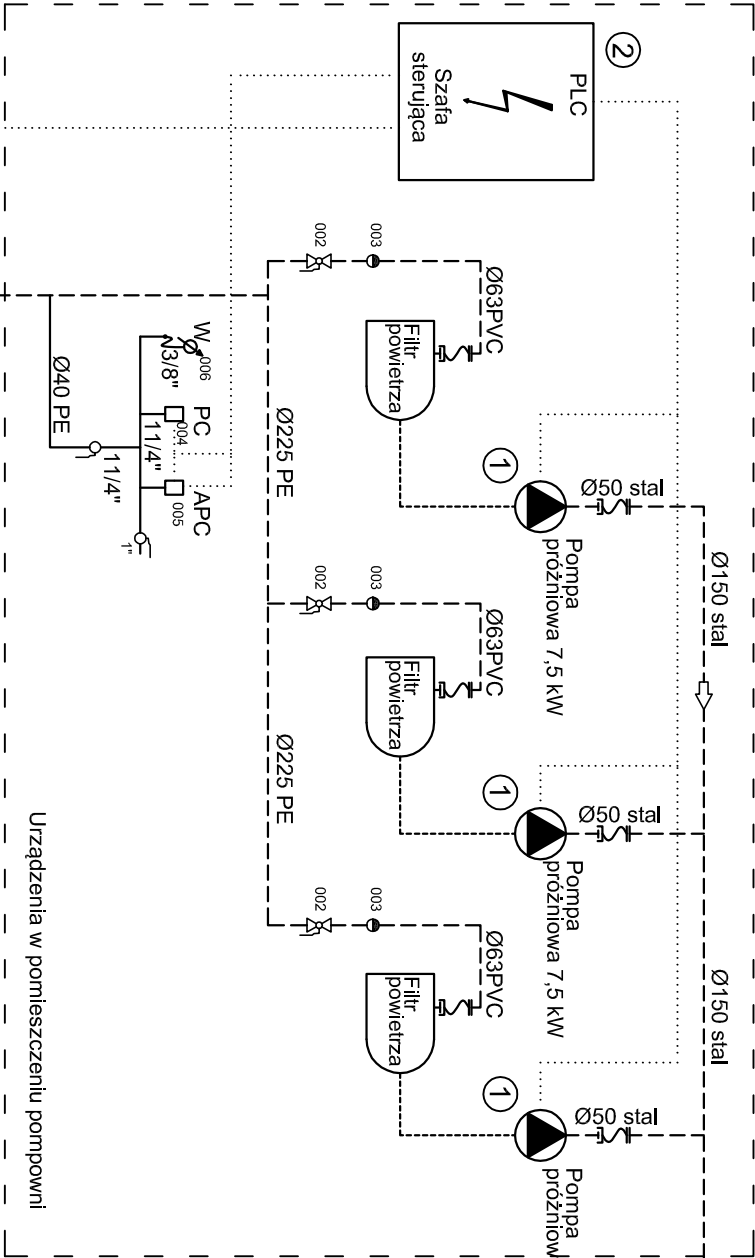 2
PLC
Szafa
sterująca
002
003
Ø63PVC
Filtr
powietrza
1
Ø50 stal
Pompa
próżniowa 7,5 kW
Ø150 stal
002
003
Ø63PVC
Filtr
powietrza
1
Ø50 stal
Pompa
próżniowa 7,5 kW
Ø150 stal
002
003
Ø63PVC
Filtr
powietrza
1
Ø50 stal
Pompa
próżniow
Ø225 PE
Ø225 PE
W
006
3/8"
PC
004
11/4"
APC
005
Ø40 PE
11/4"
1"
Urządzenia w pomieszczeniu pompowni